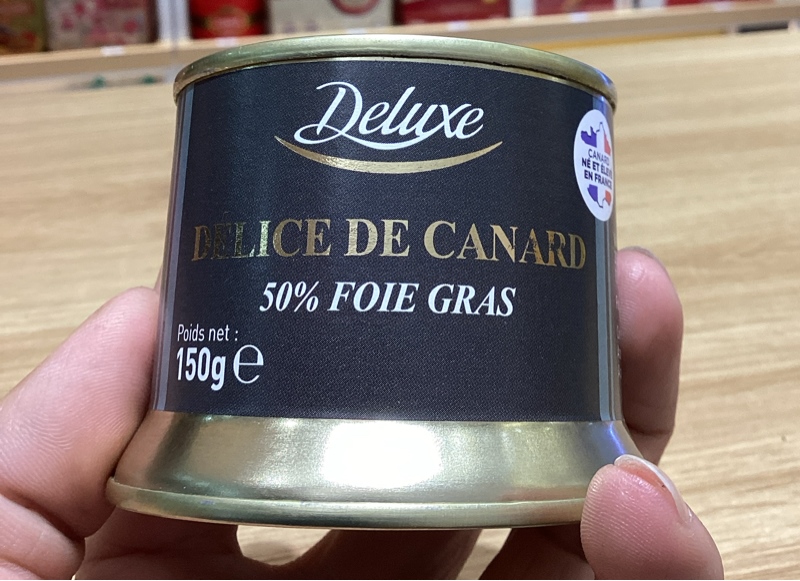 Deluxe
CANARD
NÉ ET ÉLEVÉ
EN FRANCE
DÉLICE DE CANARD
50% FOIE GRAS
Poids net :
150g e